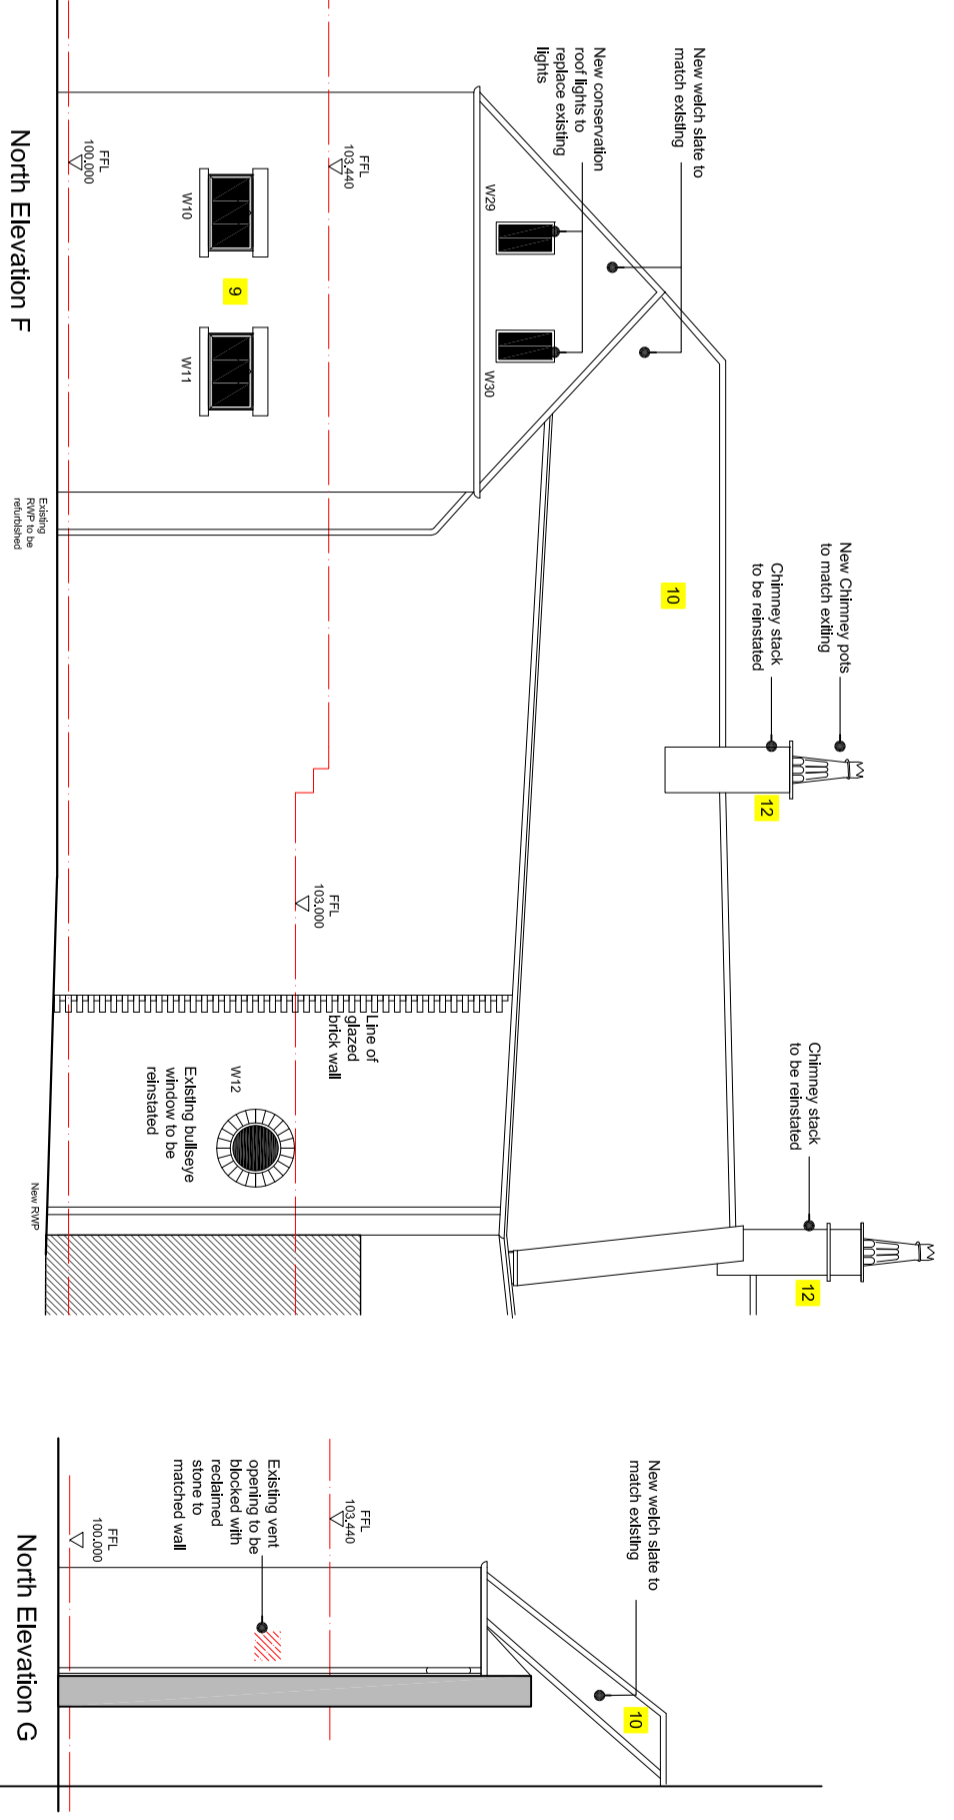 New Chimney pots
to match exiting
Chimney stack
to be reinstated
Chimney stack
to be reinstated
New welch slate to
match existing
New conservation
roof lights to
replace existing
lights
W29
W30
10
12
12
FFL
103.440
FFL
103.000
FFL
100.000
W10
9
W11
Line of
glazed
brick wall
W12
Existing bullseye
window to be
reinstated
Existing
RWP to be
refurbished
New RWP
North Elevation F
New welch slate to
match existing
10
FFL
103.440
FFL
100.000
Existing vent
opening to be
blocked with
reclaimed
stone to
matched wall
North Elevation G